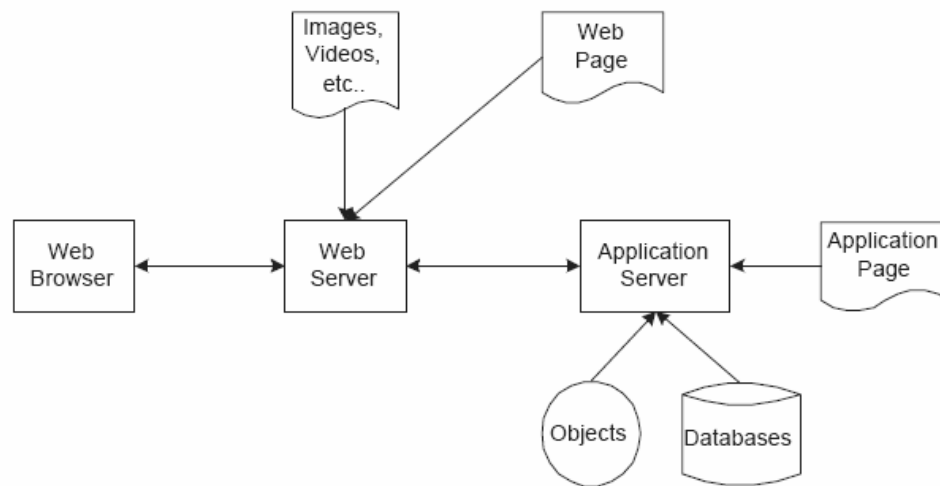 Images,
Videos,
etc..
Web
Page
Web
Browser
Web
Server
Application
Server
Application
Page
Objects
Databases